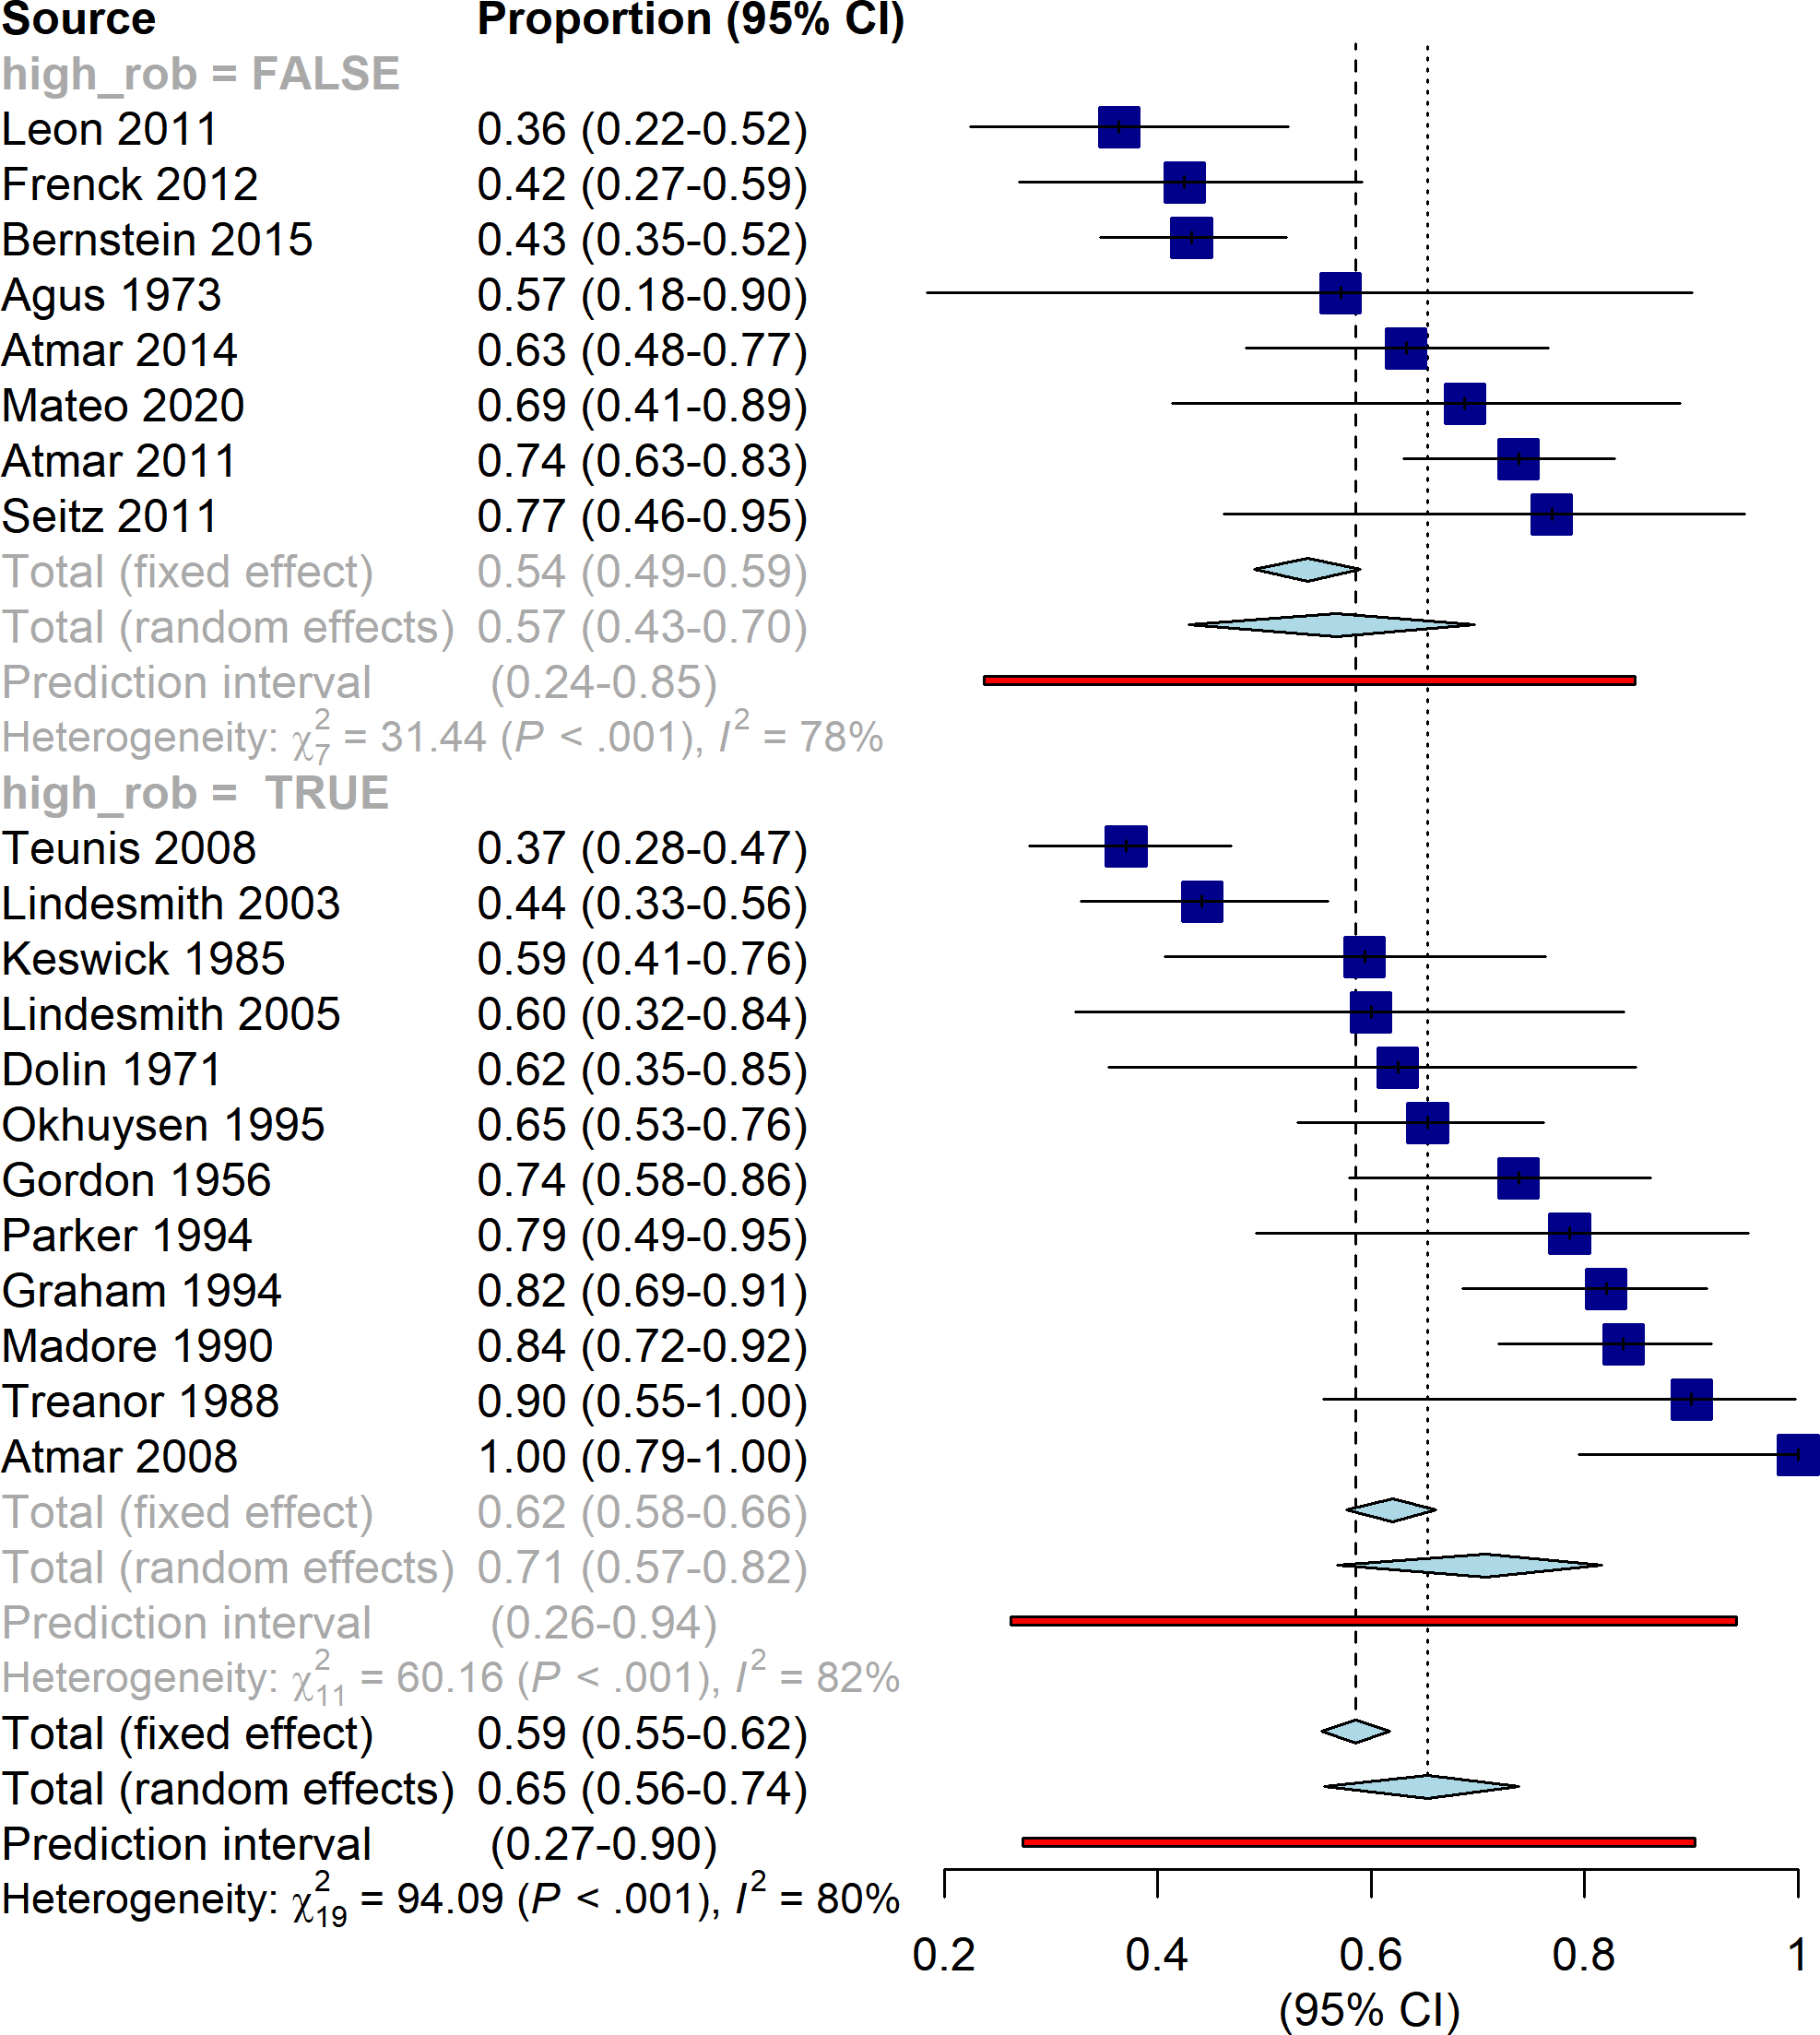 Source Proportion (95% CI)
high_rob = FALSE
Leon 2011 0.36 (0.22-0.52)
Frenck 2012 0.42 (0.27-0.59)
Bernstein 2015 0.43 (0.35-0.52)
Agus 1973 0.57 (0.18-0.90)
Atmar 2014 0.63 (0.48-0.77)
Mateo 2020 0.69 (0.41-0.89)
Atmar 2011 0.74 (0.63-0.83)
Seitz 2011 0.77 (0.46-0.95)
Total (fixed effect) 0.54 (0.49-0.59)
Total (random effects) 0.57 (0.43-0.70)
Prediction interval (0.24-0.85)
Heterogeneity: χ²₇ = 31.44 (P < .001), I² = 78%
high_rob = TRUE
Teunis 2008 0.37 (0.28-0.47)
Lindesmith 2003 0.44 (0.33-0.56)
Keswick 1985 0.59 (0.41-0.76)
Lindesmith 2005 0.60 (0.32-0.84)
Dolin 1971 0.62 (0.35-0.85)
Okhuysen 1995 0.65 (0.53-0.76)
Gordon 1956 0.74 (0.58-0.86)
Parker 1994 0.79 (0.49-0.95)
Graham 1994 0.82 (0.69-0.91)
Madore 1990 0.84 (0.72-0.92)
Treanor 1988 0.90 (0.55-1.00)
Atmar 2008 1.00 (0.79-1.00)
Total (fixed effect) 0.62 (0.58-0.66)
Total (random effects) 0.71 (0.57-0.82)
Prediction interval (0.26-0.94)
Heterogeneity: χ²₁₁ = 60.16 (P < .001), I² = 82%
Total (fixed effect) 0.59 (0.55-0.62)
Total (random effects) 0.65 (0.56-0.74)
Prediction interval (0.27-0.90)
Heterogeneity: χ²₁₉ = 94.09 (P < .001), I² = 80%
0.2 0.4 0.6 0.8 1
(95% CI)